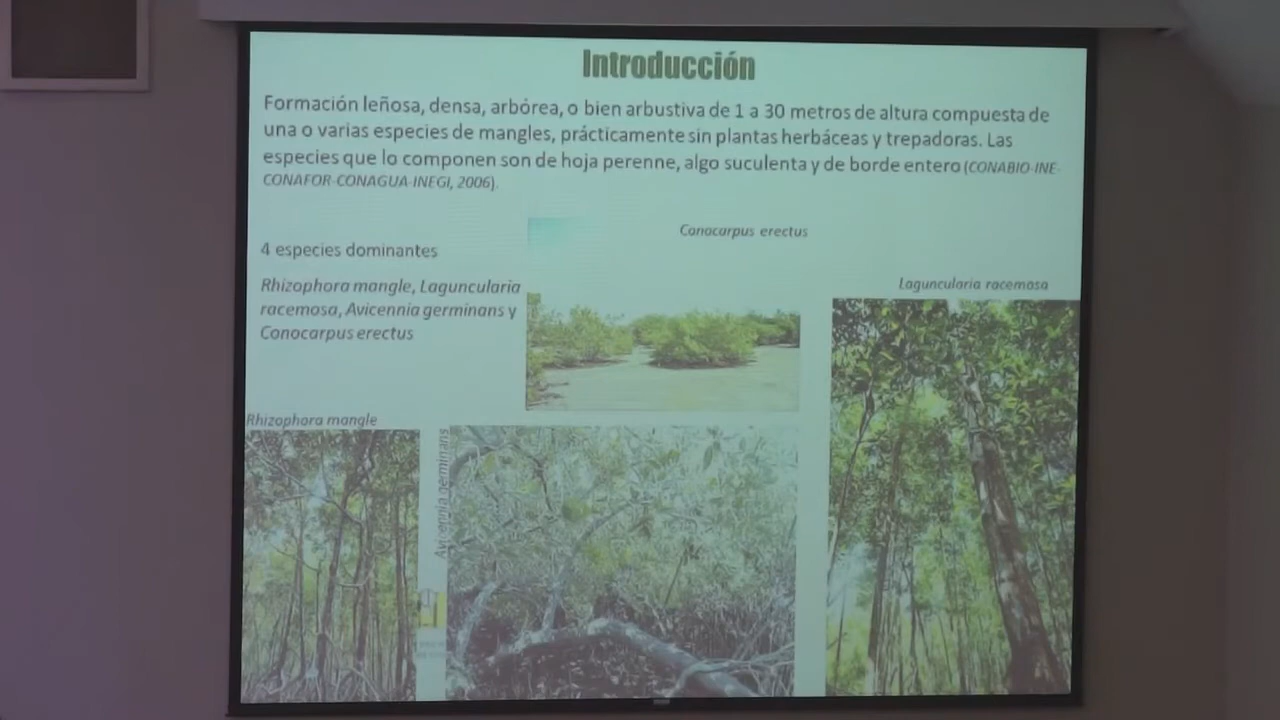 Introducción
Formación leñosa, densa, arbórea, o bien arbustiva de 1 a 30 metros de altura compuesta de
una o varias especies de mangles, prácticamente sin plantas herbáceas y trepadoras. Las
especies que lo componen son de hoja perenne, algo suculenta y de borde entero (CONABIO-INE-
CONAFOR-CONAGUA-INEGI, 2006).
Conocarpus erectus
4 especies dominantes
Laguncularia racemosa
Rhizophora mangle, Laguncularia
racemosa, Avicennia germinans y
Conocarpus erectus
Rhizophora mangle
Avicennia germinans